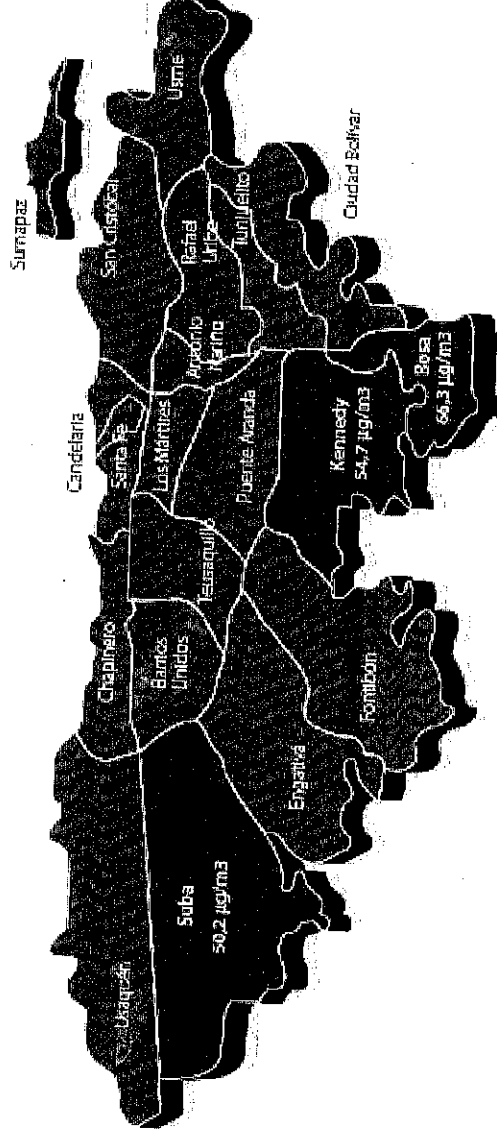 Sumapaz
Usme
San Cristobal
Ciudad Bolívar
Tunjuelito
Rafael
Uribe
Antonio
Nariño
Candelaria
Santa Fe
Los Mártires
Puente Aranda
Kennedy
54,7 µg/m3
Bosa
66,3 µg/m3
Teusaquillo
Chapinero
Barrios
Unidos
Fontibón
Engativa
Suba
50,2 µg/m3
Usaquén